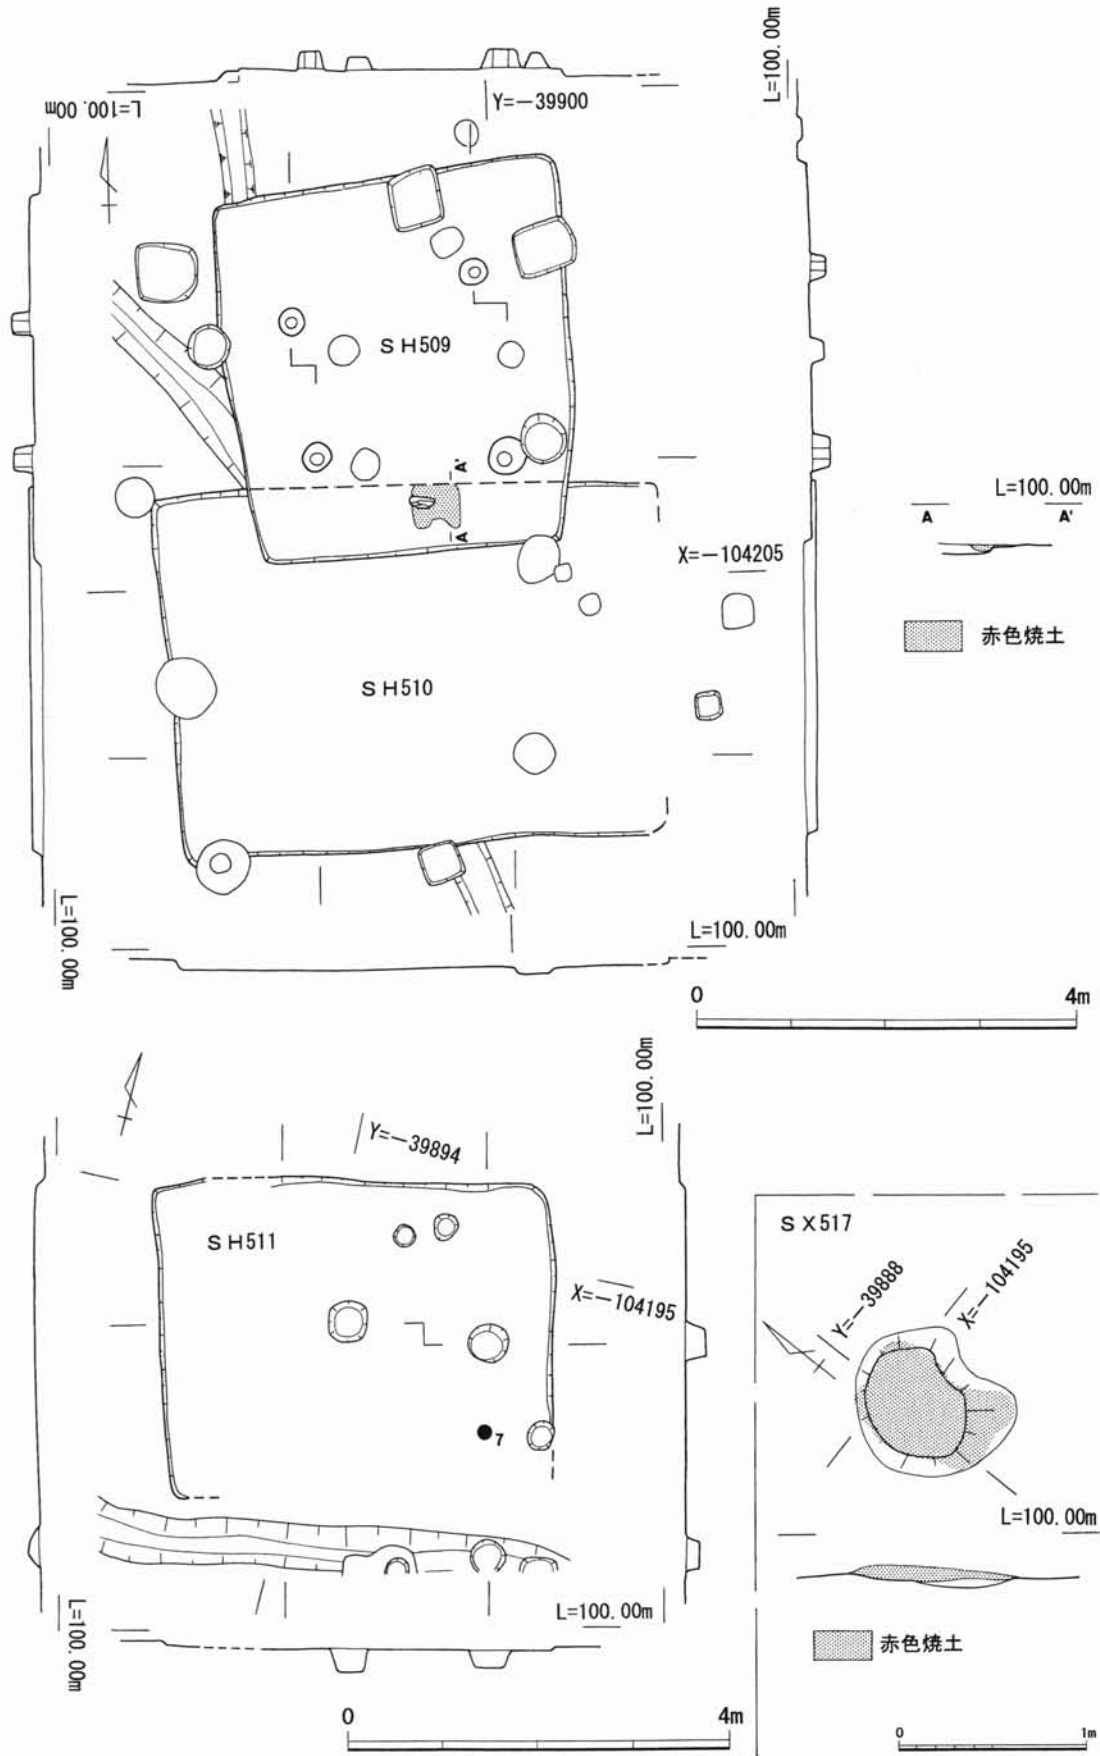 L=100.00m
L=100.00m
Y=-39900
SH509
A'
A
L=100.00m
A A'
X=-104205
赤色焼土
SH510
L=100.00m
L=100.00m
0 4m
L=100.00m
Y=-39894
SH511
X=-104195
7
L=100.00m
L=100.00m
0 4m
SX517
Y=-39888
X=-104195
L=100.00m
赤色焼土
0 1m